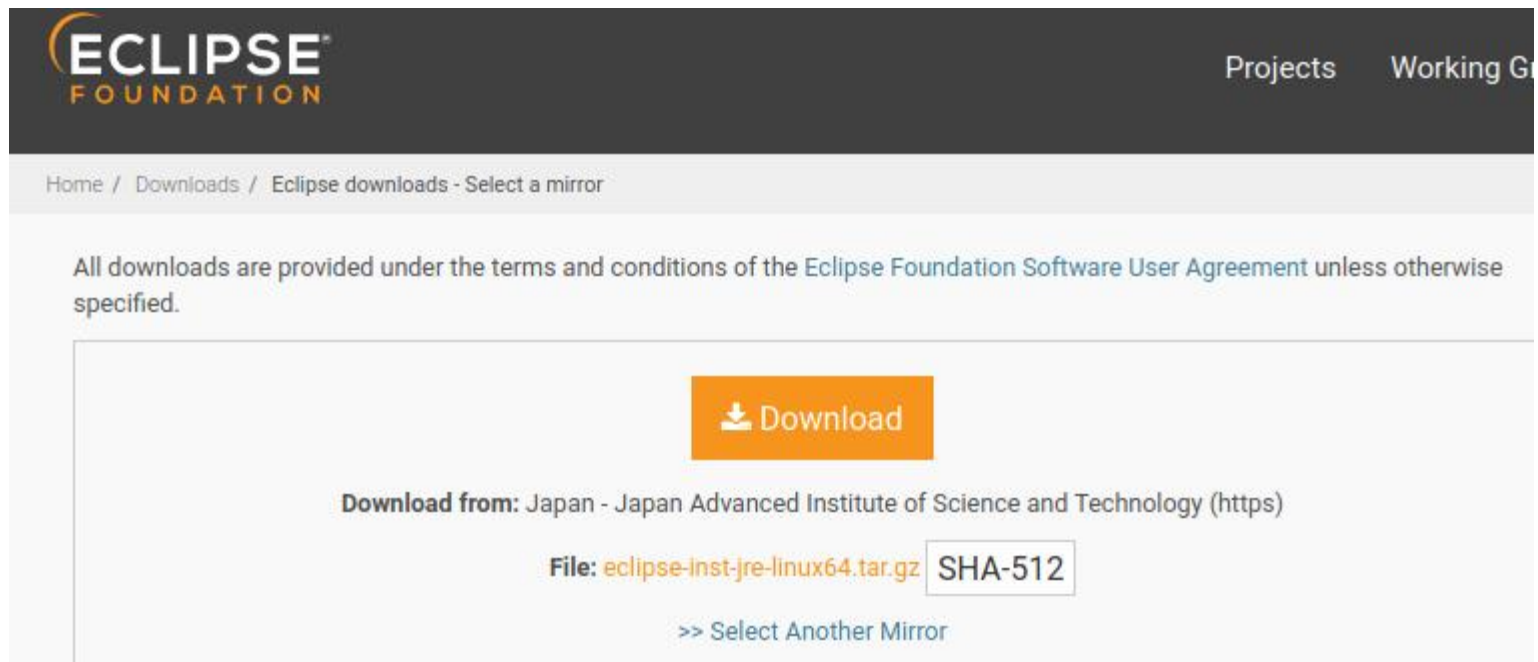 ECLIPSE®
FOUNDATION
Projects Working Gr
Home / Downloads / Eclipse downloads - Select a mirror
All downloads are provided under the terms and conditions of the Eclipse Foundation Software User Agreement unless otherwise
specified.
Download
Download from: Japan - Japan Advanced Institute of Science and Technology (https)
File: eclipse-inst-jre-linux64.tar.gz SHA-512
>> Select Another Mirror